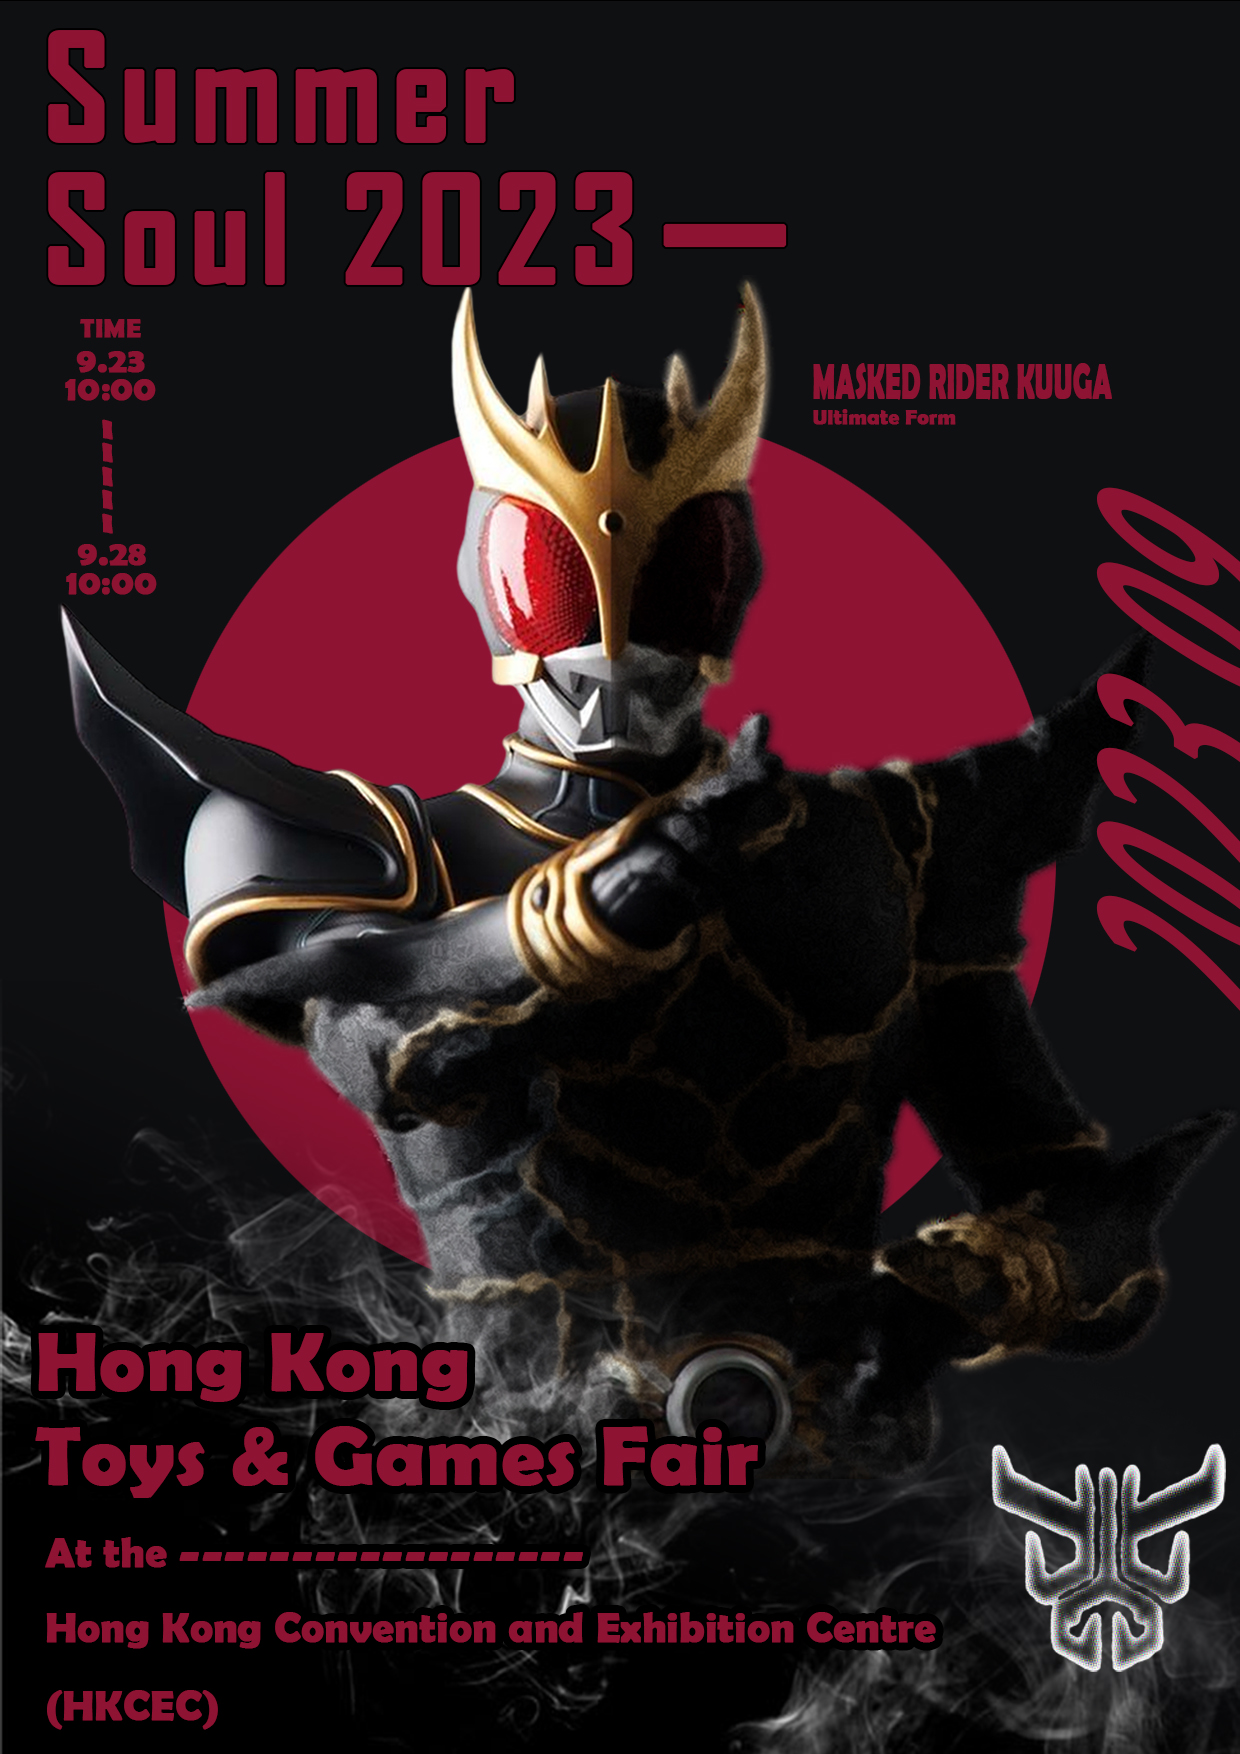 Summer
Soul 2023—
TIME
9.23
10:00
9.28
10:00
MASKED RIDER KUUGA
Ultimate Form
2023 09
Hong Kong
Toys & Games Fair
At the ------------------
Hong Kong Convention and Exhibition Centre
(HKCEC)